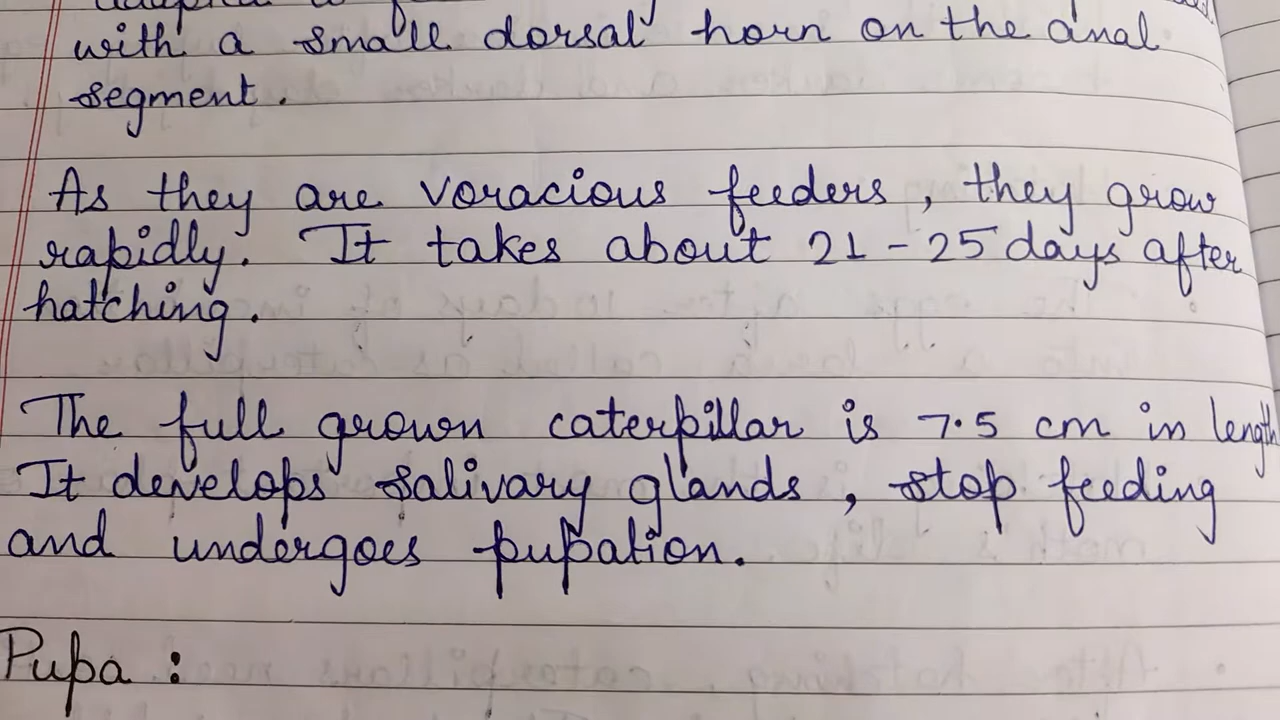 with a small dorsal horn on the anal
segment.
As they are voracious feeders, they grow
rapidly. It takes about 21-25 days after
hatching.
The full grown caterpillar is 7.5 cm in length
It develops salivary glands, stop feeding
and undergoes pupation.
Pupa :